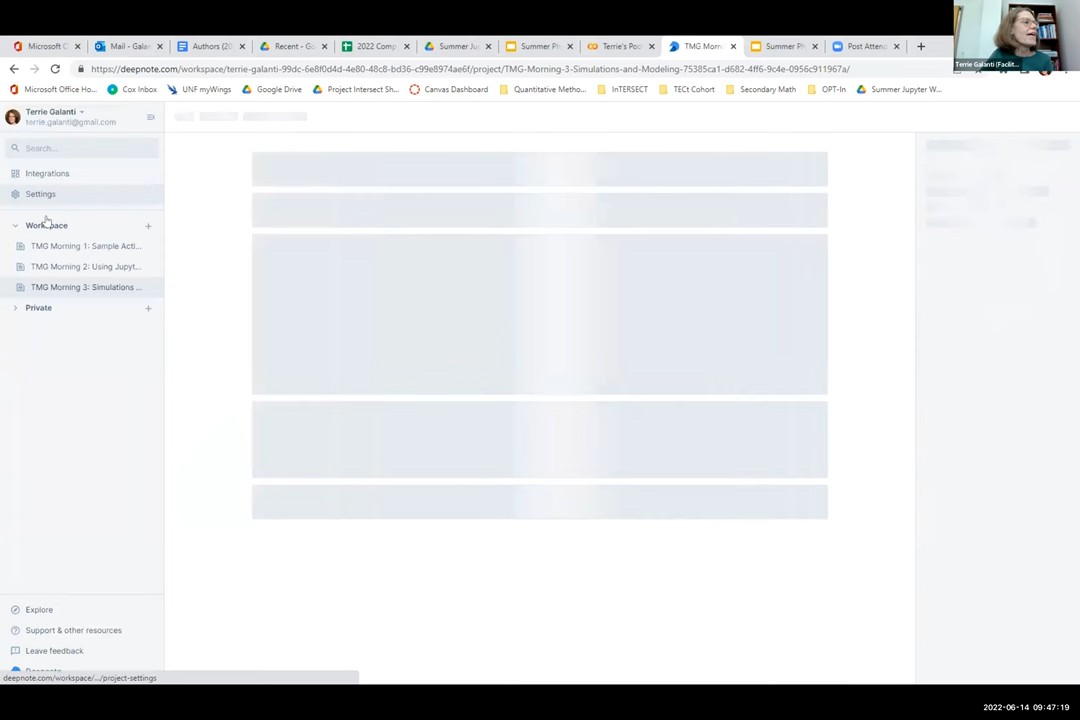 Microsoft C
Mail - Galan
Authors (20
Recent - Go
2022 Comp
Summer Ju
Summer Ph
Terrie's Poo
TMG Morn
Summer Ph
Post Attend
https://deepnote.com/workspace/terrie-galanti-99dc-6e8f0d4d-4e80-48c8-bd36-c99e8974ae6f/project/TMG-Morning-3-Simulations-and-Modeling-75385ca1-d682-4ff6-9c4e-0956c911967a/
Terrie Galanti (Facilit...
Microsoft Office Ho...
Cox Inbox
UNF myWings
Google Drive
Project Intersect Sh...
Canvas Dashboard
Quantitative Metho...
InTERSECT
TECt Cohort
Secondary Math
OPT-In
Summer Jupyter W...
Terrie Galanti
terrie.galanti@gmail.com
Search...
Integrations
Settings
Workspace
TMG Morning 1: Sample Acti...
TMG Morning 2: Using Jupyt...
TMG Morning 3: Simulations ...
Private
Explore
Support & other resources
Leave feedback
deepnote.com/workspace/.../project-settings
2022-06-14 09:47:19